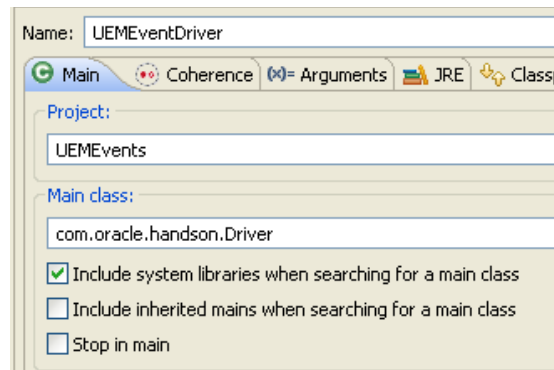 Name: UEMEventDriver
Main Coherence (x)= Arguments JRE
Project:
UEMEvents
Main class:
com.oracle.handson.Driver
Include system libraries when searching for a main class
Include inherited mains when searching for a main class
Stop in main